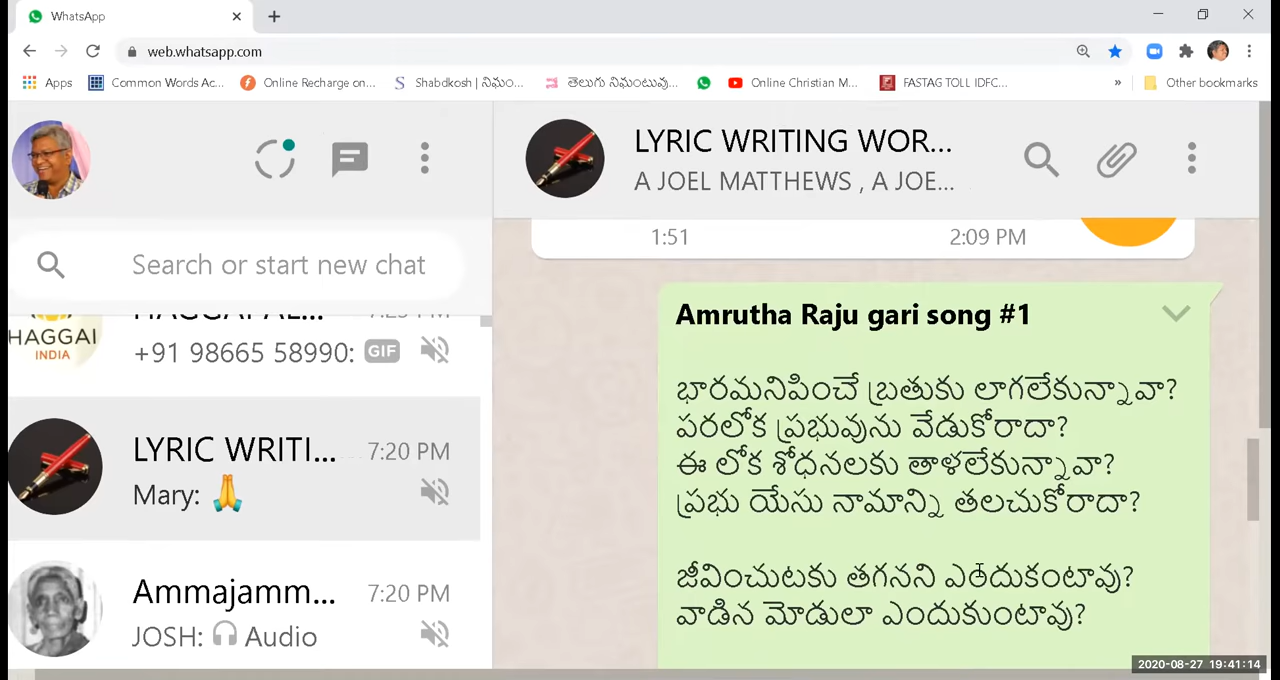 WhatsApp
web.whatsapp.com
Apps
Common Words Ac...
Online Recharge on...
Shabdkosh | నిఘం...
తెలుగు నిఘంటువు...
Online Christian M...
FASTAG TOLL IDFC...
»
Other bookmarks
LYRIC WRITING WOR...
A JOEL MATTHEWS , A JOE...
Search or start new chat
1:51
2:09 PM
HAGGAI
INDIA
+91 98665 58990:
GIF
LYRIC WRITI...
7:20 PM
Mary: 🙏
Ammajamm...
7:20 PM
JOSH: 🎧 Audio
Amrutha Raju gari song #1
భారమనిపించే బ్రతుకు లాగలేకున్నావా?
పరలోక ప్రభువును వేడుకోరాదా?
ఈ లోక శోధనలకు తాళలేకున్నావా?
ప్రభు యేసు నామాన్ని తలచుకోరాదా?
జీవించుటకు తగనని ఎందుకంటావు?
వాడిన మోడులా ఎందుకుంటావు?
2020-08-27 19:41:14